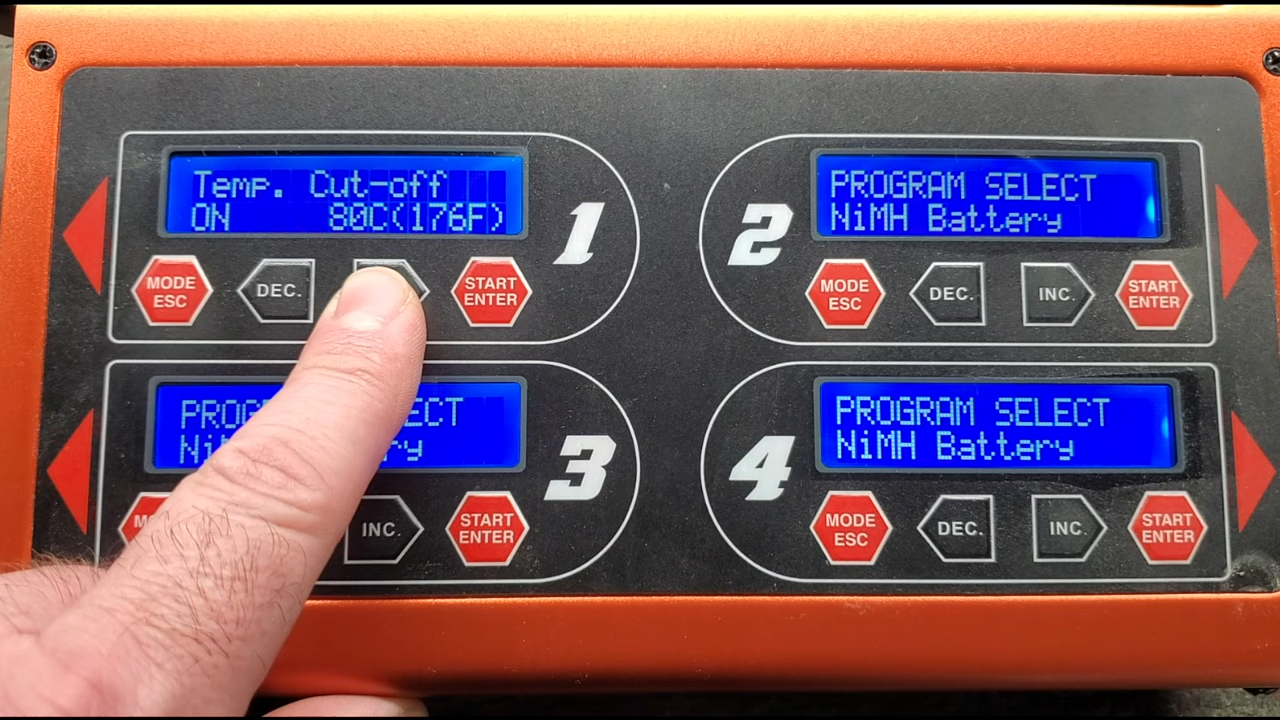 Temp. Cut-off
ON 80C(176F)
1
MODE ESC
DEC.
START ENTER
PROGRAM SELECT
NiMH Battery
2
MODE ESC
DEC.
INC.
START ENTER
3
INC.
START ENTER
PROGRAM SELECT
NiMH Battery
4
MODE ESC
DEC.
INC.
START ENTER